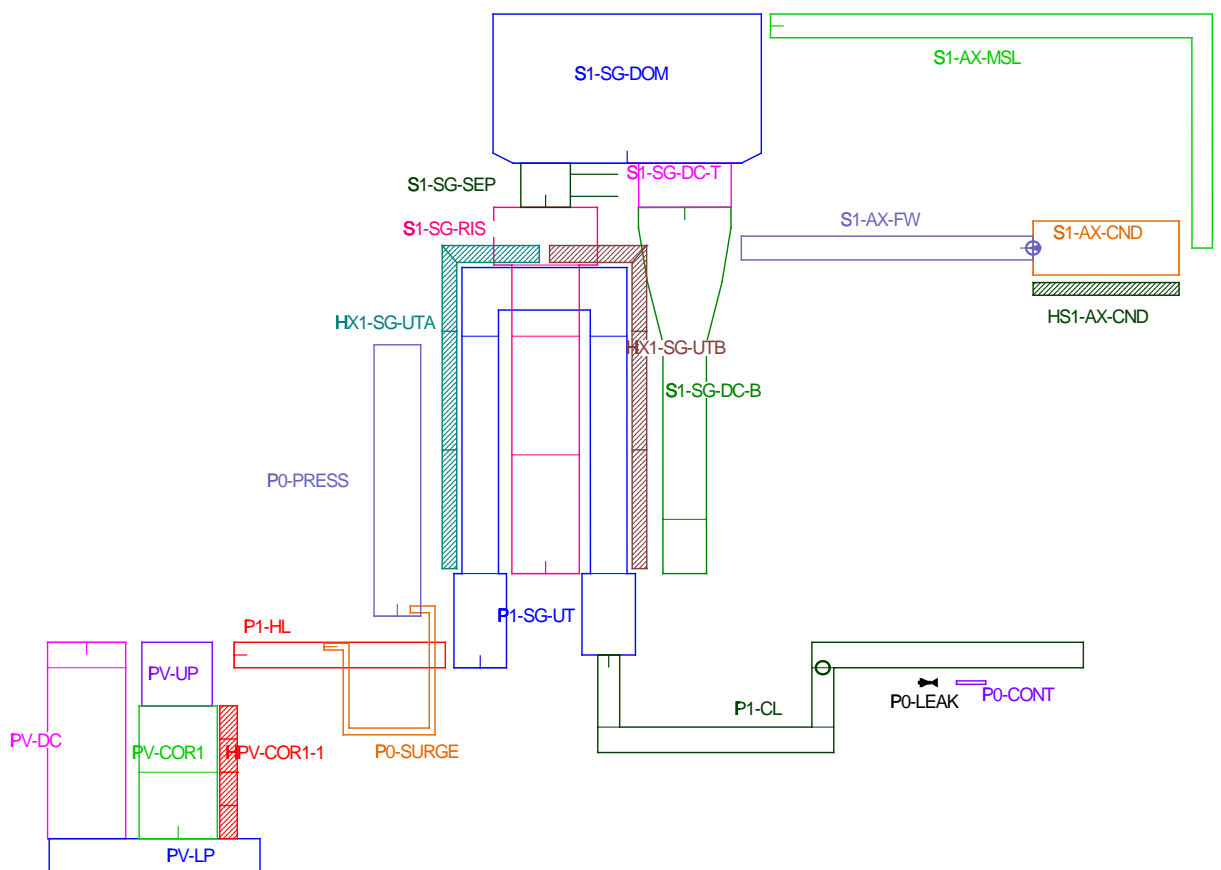 S1-AX-MSL
S1-SG-DOM
S1-SG-DC-T
S1-SG-SEP
S1-AX-FW
S1-SG-RIS
S1-AX-CND
HS1-AX-CND
HX1-SG-UTA
HX1-SG-UTB
S1-SG-DC-B
P0-PRESS
P1-SG-UT
P1-HL
PV-UP
P0-LEAK
P0-CONT
P1-CL
PV-DC
PV-COR1
HPV-COR1-1
P0-SURGE
PV-LP